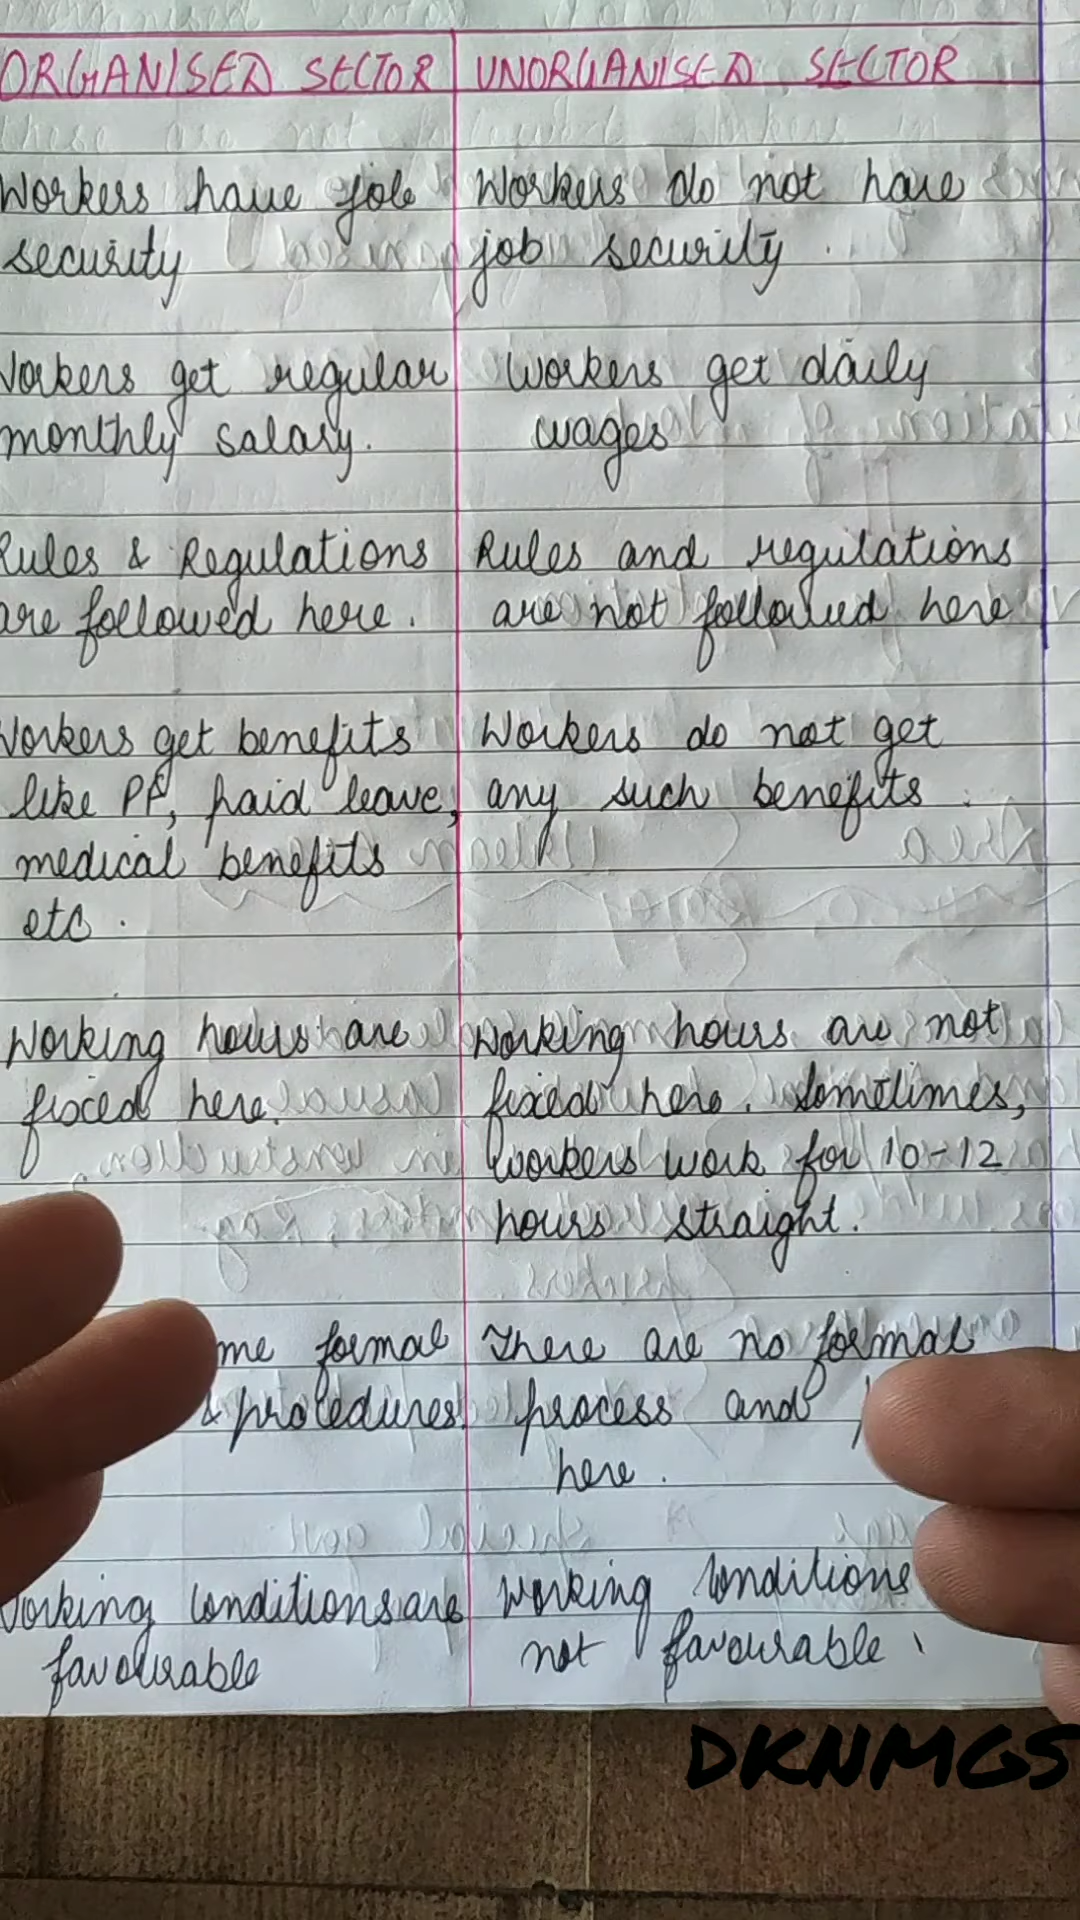 ORGANISED SECTOR
Workers have job
security
Workers get regular
monthly salary.
Rules & Regulations
are followed here.
Workers get benefits
like PF, paid leave,
medical benefits
etc.
Working hours are
fixed here.
formal
& procedures.
Working conditions are
favourable
UNORGANISED SECTOR
Workers do not have
job security.
Workers get daily
wages
Rules and regulations
are not followed here
Workers do not get
any such benefits.
Working hours are not
fixed here. Sometimes,
workers work for 10-12
hours straight.
There are no formal
process and
here.
Working conditions
not favourable.
DKNMGS